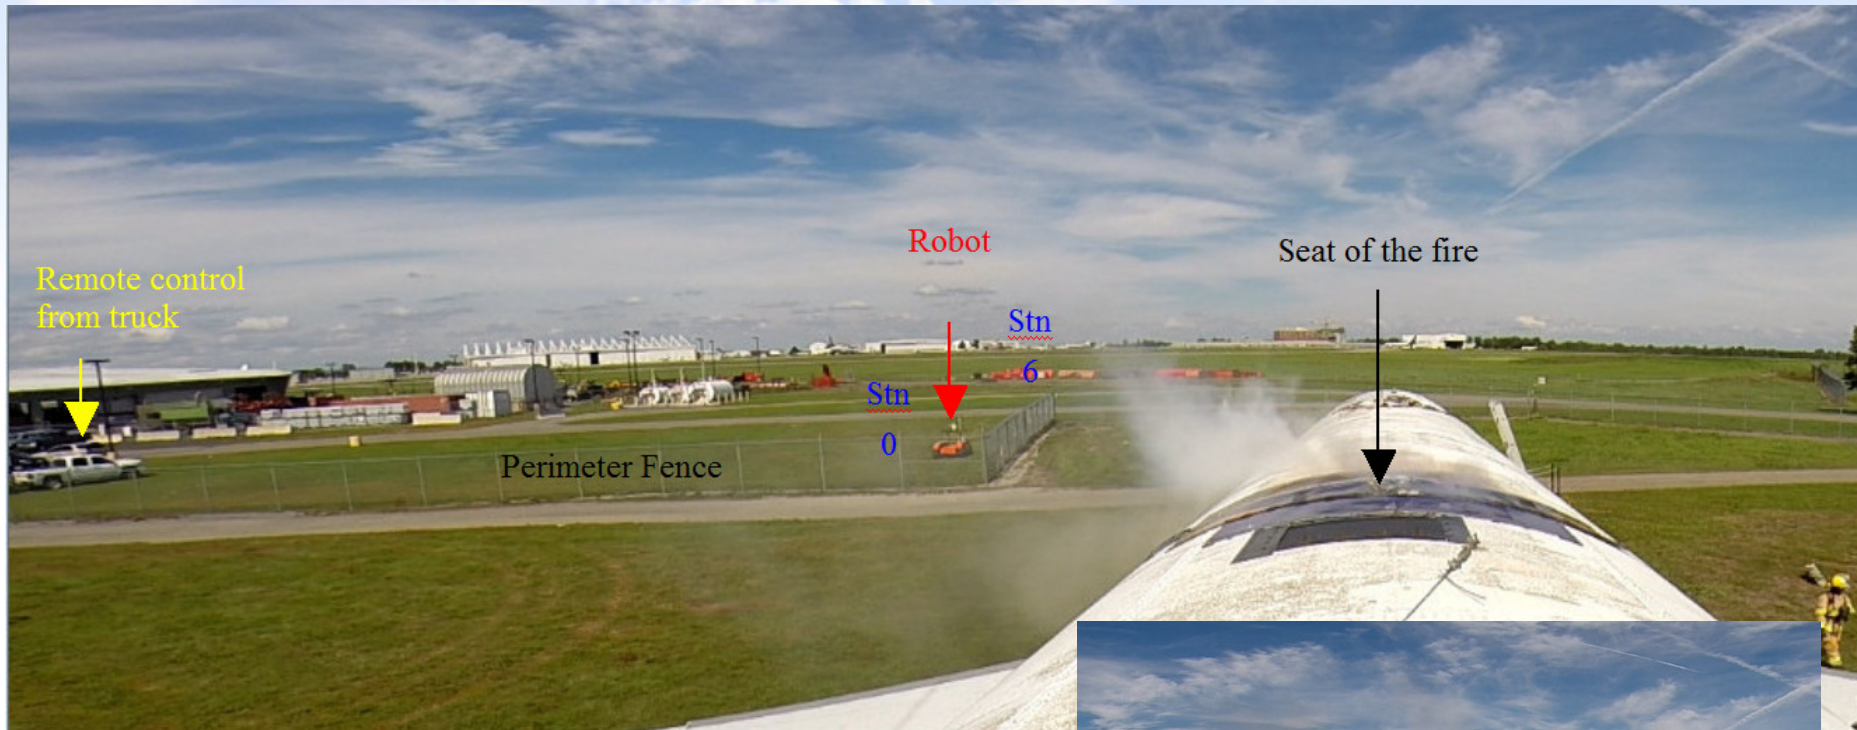 Robot
Seat of the fire
Remote control
from truck
Stn
6
Stn
0
Perimeter Fence